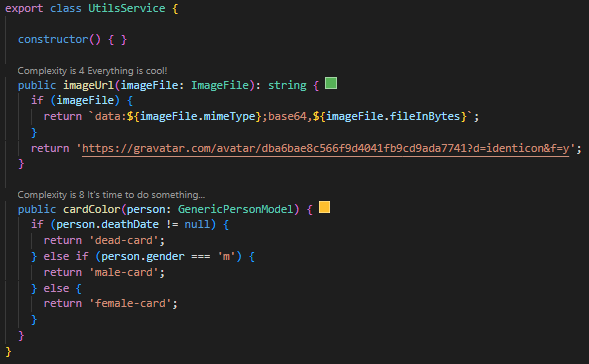 export class UtilsService {
constructor() { }
Complexity is 4 Everything is cool!
public imageUrl(imageFile: ImageFile): string {
if (imageFile) {
return `data:${imageFile.mimeType};base64,${imageFile.fileInBytes}`;
}
return 'https://gravatar.com/avatar/dba6bae8c566f9d4041fb9cd9ada7741?d=identicon&f=y';
}
Complexity is 8 It's time to do something...
public cardColor(person: GenericPersonModel) {
if (person.deathDate != null) {
return 'dead-card';
} else if (person.gender === 'm') {
return 'male-card';
} else {
return 'female-card';
}
}
}